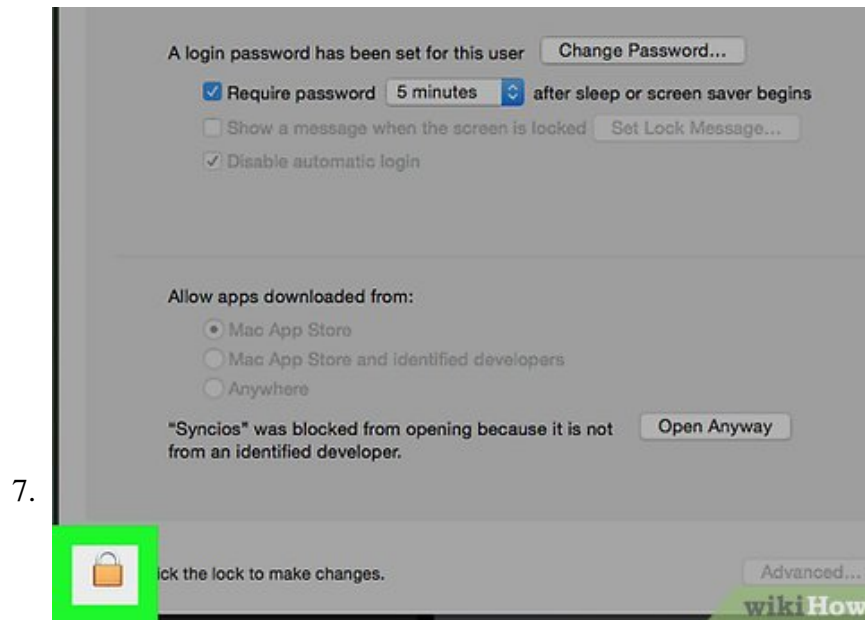 A login password has been set for this user Change Password...
Require password 5 minutes after sleep or screen saver begins
Show a message when the screen is locked Set Lock Message...
Disable automatic login
Allow apps downloaded from:
Mac App Store
Mac App Store and identified developers
Anywhere
"Syncios" was blocked from opening because it is not Open Anyway
from an identified developer.
7.
ick the lock to make changes. Advanced...
wikiHow